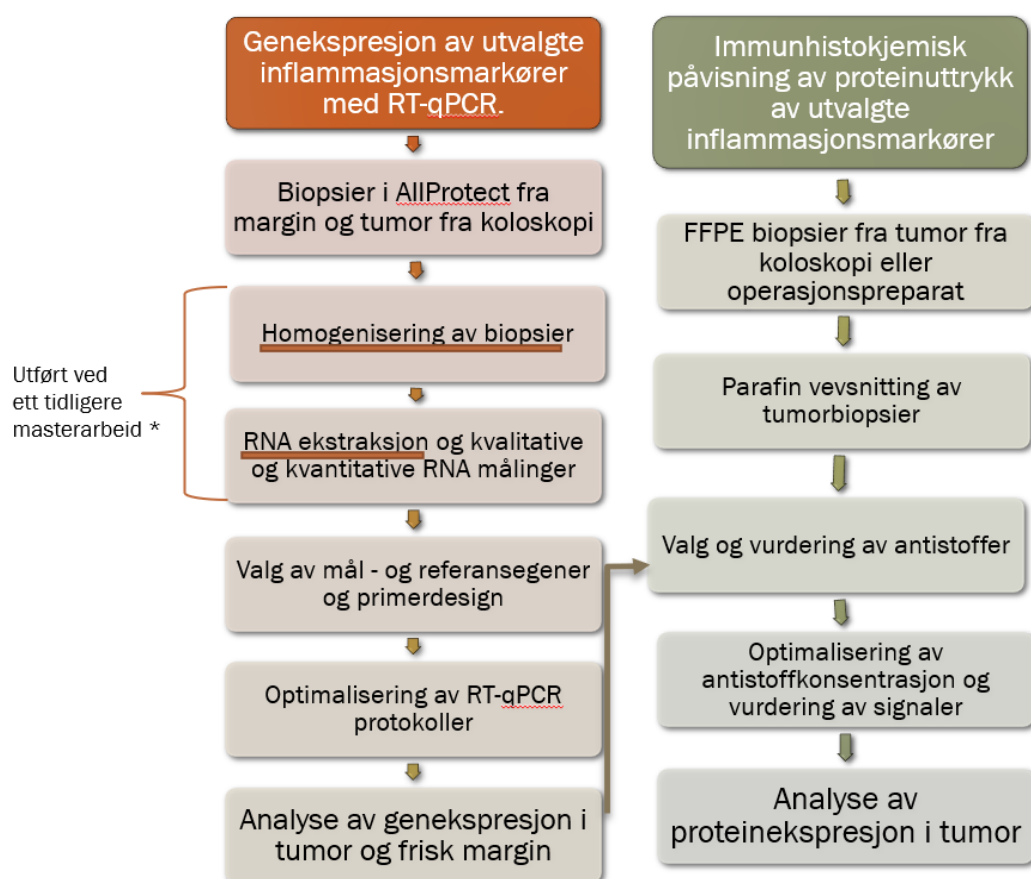 Genekspresjon av utvalgte
inflammasjonsmarkører
med RT-qPCR.
Biopsier i AllProtect fra
margin og tumor fra koloskopi
Homogenisering av biopsier
Utført ved
ett tidligere
masterarbeid *
RNA ekstraksjon og kvalitative
og kvantitative RNA målinger
Valg av mål - og referansegener
og primerdesign
Optimalisering av RT-qPCR
protokoller
Analyse av genekspresjon i
tumor og frisk margin
Immunhistokjemisk
påvisning av proteinuttrykk
av utvalgte
inflammasjonsmarkører
FFPE biopsier fra tumor fra
koloskopi eller
operasjonspreparat
Parafin vevsnitting av
tumorbiopsier
Valg og vurdering av antistoffer
Optimalisering av
antistoffkonsentrasjon og
vurdering av signaler
Analyse av
proteinekspresjon i tumor